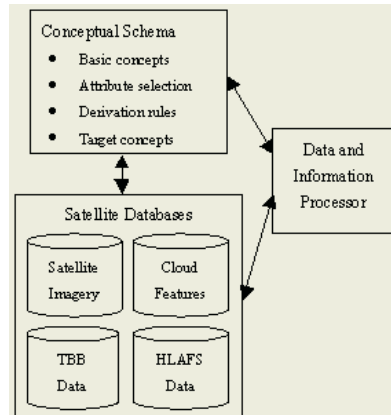 Conceptual Schema
• Basic concepts
• Attribute selection
• Derivation rules
• Target concepts
Data and
Information
Processor
Satellite Databases
Satellite
Imagery
Cloud
Features
TBB
Data
HLAFS
Data